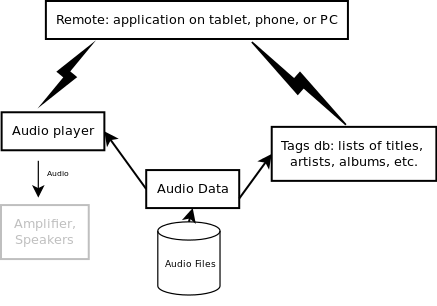 Remote: application on tablet, phone, or PC
Audio player
Tags db: lists of titles,
artists, albums, etc.
Audio
Audio Data
Amplifier,
Speakers
Audio Files